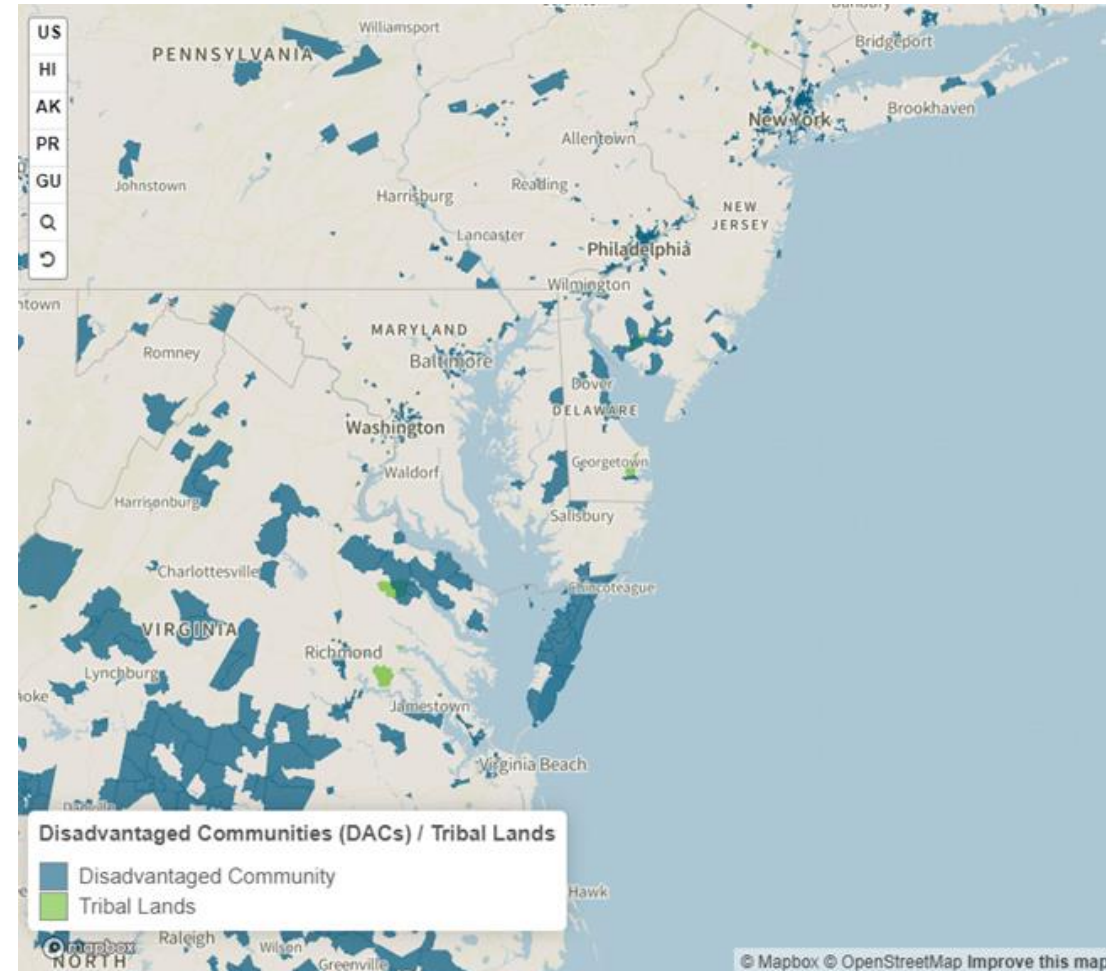 US
HI
AK
PR
GU
Williamsport
PENNSYLVANIA
Bridgeport
New York
Brookhaven
Allentown
Johnstown
Harrisburg
Reading
NEW
JERSEY
Lancaster
Philadelphia
Wilmington
MARYLAND
Romney
Baltimore
Dover
DELAWARE
Washington
Georgetown
Waldorf
Harrisonburg
Salisbury
Charlottesville
Chincoteague
VIRGINIA
Richmond
Lynchburg
Jamestown
Virginia Beach
Disadvantaged Communities (DACs) / Tribal Lands
Disadvantaged Community
Tribal Lands
Hawk
mapbox
Raleigh
Wilson
NORTH
Greenville
© Mapbox © OpenStreetMap Improve this map